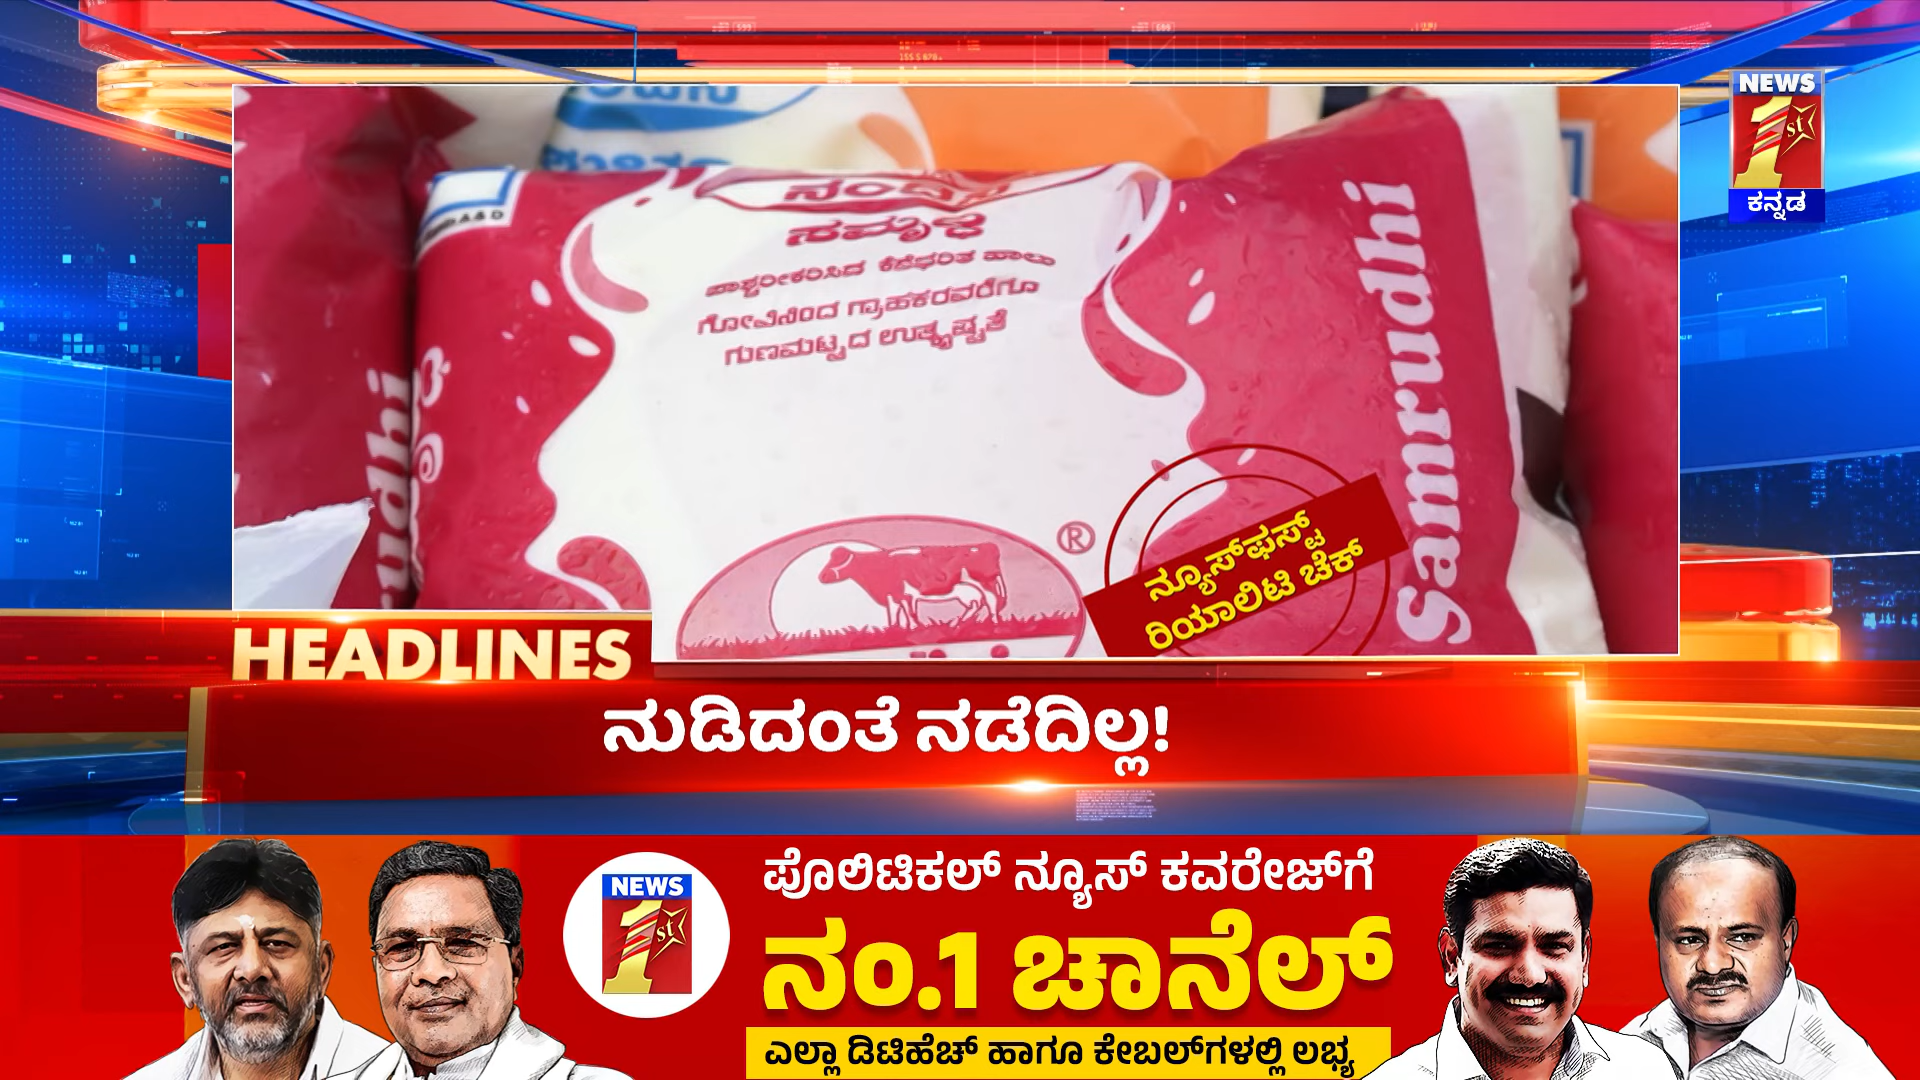 NEWS
1st
ಕನ್ನಡ
ನಂದಿನಿ
ಸಮೃದ್ಧಿ
ಪಾಶ್ಚರೀಕರಿಸಿದ ಕೆನೆಭರಿತ ಹಾಲು
ಗೋವಿನಿಂದ ಗ್ರಾಹಕರವರೆಗೂ
ಗುಣಮಟ್ಟದ ಉತ್ಕೃಷ್ಟತೆ
Samrudhi
udhi
®
ನ್ಯೂಸ್‌ಫಸ್ಟ್
ರಿಯಾಲಿಟಿ ಚೆಕ್
HEADLINES
ನುಡಿದಂತೆ ನಡೆದಿಲ್ಲ!
NEWS
1st
ಪೊಲಿಟಿಕಲ್ ನ್ಯೂಸ್ ಕವರೇಜ್‌ಗೆ
ನಂ.1 ಚಾನೆಲ್
ಎಲ್ಲಾ ಡಿಟಿಹೆಚ್ ಹಾಗೂ ಕೇಬಲ್‌ಗಳಲ್ಲಿ ಲಭ್ಯ